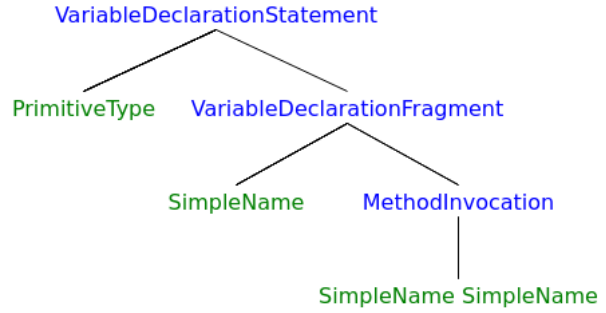 VariableDeclarationStatement
PrimitiveType VariableDeclarationFragment
SimpleName MethodInvocation
SimpleName SimpleName